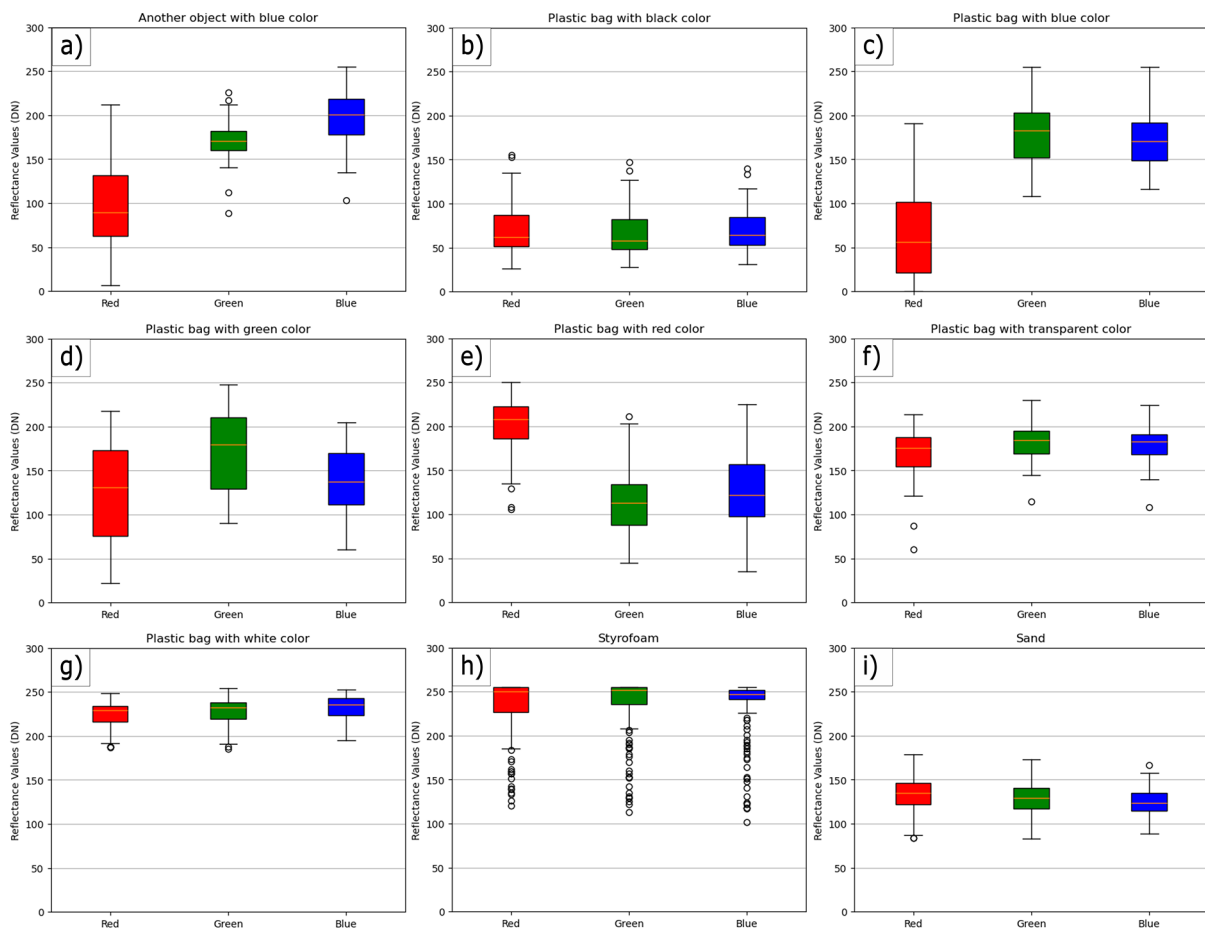 Another object with blue color
a)
Reflectance Values (DN)
300
250
200
150
100
50
0
Red Green Blue
Plastic bag with black color
b)
Reflectance Values (DN)
300
250
200
150
100
50
0
Red Green Blue
Plastic bag with blue color
c)
Reflectance Values (DN)
300
250
200
150
100
50
0
Red Green Blue
Plastic bag with green color
d)
Reflectance Values (DN)
300
250
200
150
100
50
0
Red Green Blue
Plastic bag with red color
e)
Reflectance Values (DN)
300
250
200
150
100
50
0
Red Green Blue
Plastic bag with transparent color
f)
Reflectance Values (DN)
300
250
200
150
100
50
0
Red Green Blue
Plastic bag with white color
g)
Reflectance Values (DN)
300
250
200
150
100
50
0
Red Green Blue
Styrofoam
h)
Reflectance Values (DN)
300
250
200
150
100
50
0
Red Green Blue
Sand
i)
Reflectance Values (DN)
300
250
200
150
100
50
0
Red Green Blue